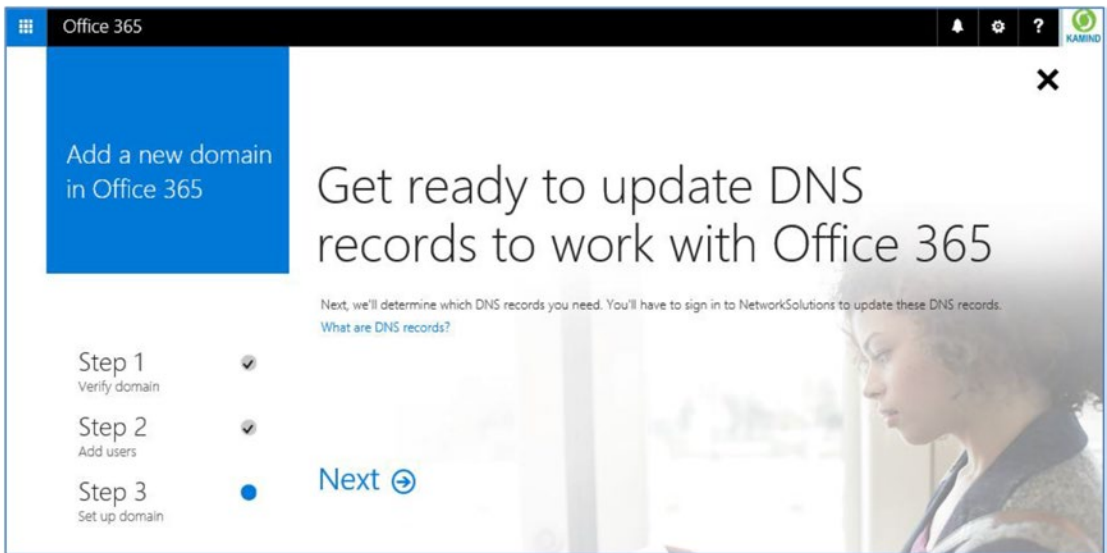 Office 365
?
KAMIND
Add a new domain
in Office 365
Get ready to update DNS
records to work with Office 365
Next, we'll determine which DNS records you need. You'll have to sign in to NetworkSolutions to update these DNS records.
What are DNS records?
Step 1
Verify domain
Step 2
Add users
Step 3
Set up domain
Next